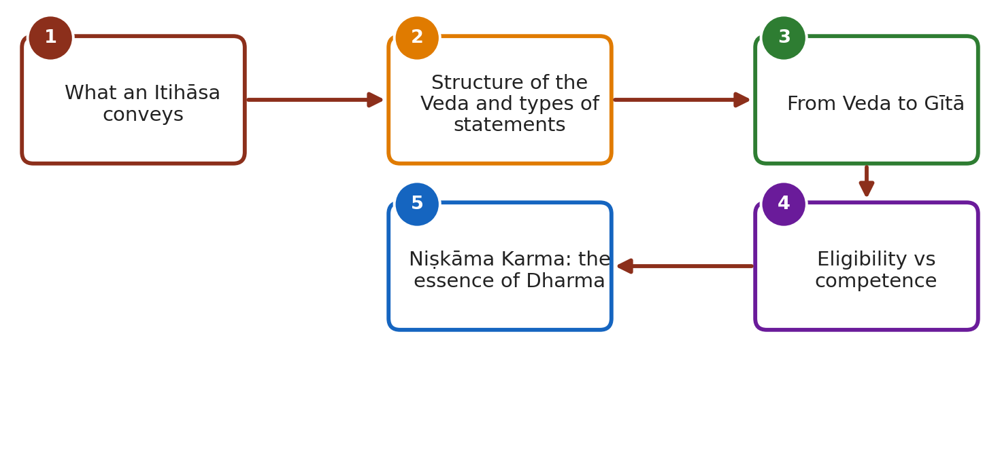 1
What an Itihāsa
conveys
2
Structure of the
Veda and types of
statements
3
From Veda to Gītā
4
Eligibility vs
competence
5
Niṣkāma Karma: the
essence of Dharma